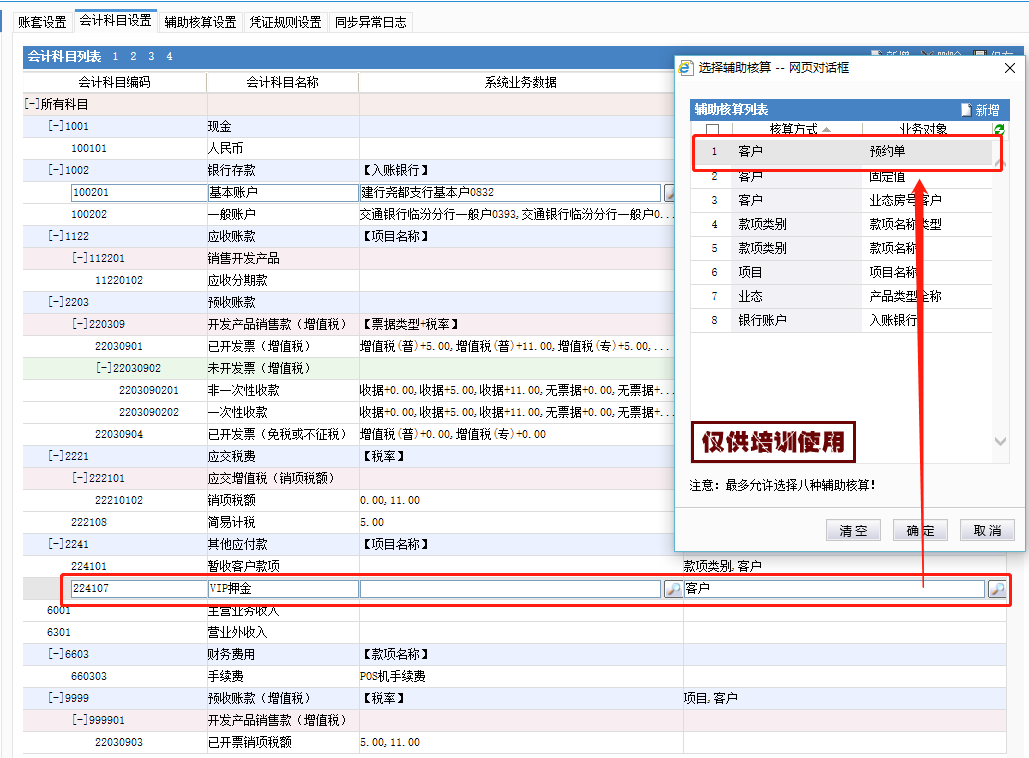 账套设置 会计科目设置 辅助核算设置 凭证规则设置 同步异常日志
会计科目列表 1 2 3 4
会计科目编码 会计科目名称 系统业务数据
[-]所有科目
[-]1001 现金
100101 人民币
[-]1002 银行存款 【入账银行】
100201 基本账户 建行尧都支行基本户0832
100202 一般账户 交通银行临汾分行一般户0393,交通银行临汾分行一般户0...
[-]1122 应收账款 【项目名称】
[-]112201 销售开发产品
11220102 应收分期款
[-]2203 预收账款
[-]220309 开发产品销售款（增值税） 【票据类型+税率】
22030901 已开发票（增值税） 增值税(普)+5.00,增值税(普)+11.00,增值税(专)+5.00,...
[-]22030902 未开发票（增值税）
2203090201 非一次性收款 收据+0.00,收据+5.00,收据+11.00,无票据+0.00,无票据+...
2203090202 一次性收款 收据+0.00,收据+5.00,收据+11.00,无票据+0.00,无票据+...
22030904 已开发票（免税或不征税） 增值税(普)+0.00,增值税(专)+0.00
[-]2221 应交税费 【税率】
[-]222101 应交增值税（销项税额）
22210102 销项税额 0.00,11.00
222108 简易计税 5.00
[-]2241 其他应付款 【项目名称】
224101 暂收客户款项 款项类别,客户
224107 VIP押金 客户
6001 主营业务收入
6301 营业外收入
[-]6603 财务费用 【款项名称】
660303 手续费 POS机手续费
[-]9999 预收账款（增值税） 【税率】 项目,客户
[-]999901 开发产品销售款（增值税）
22030903 已开票销项税额 5.00,11.00
选择辅助核算 -- 网页对话框
辅助核算列表 新增
核算方式 业务对象
1 客户 预约单
2 客户 固定值
3 客户 业态房号客户
4 款项类别 款项名称类型
5 款项类别 款项名称
6 项目 项目名称
7 业态 产品类型全称
8 银行账户 入账银行
仅供培训使用
注意：最多允许选择八种辅助核算!
清空 确定 取消